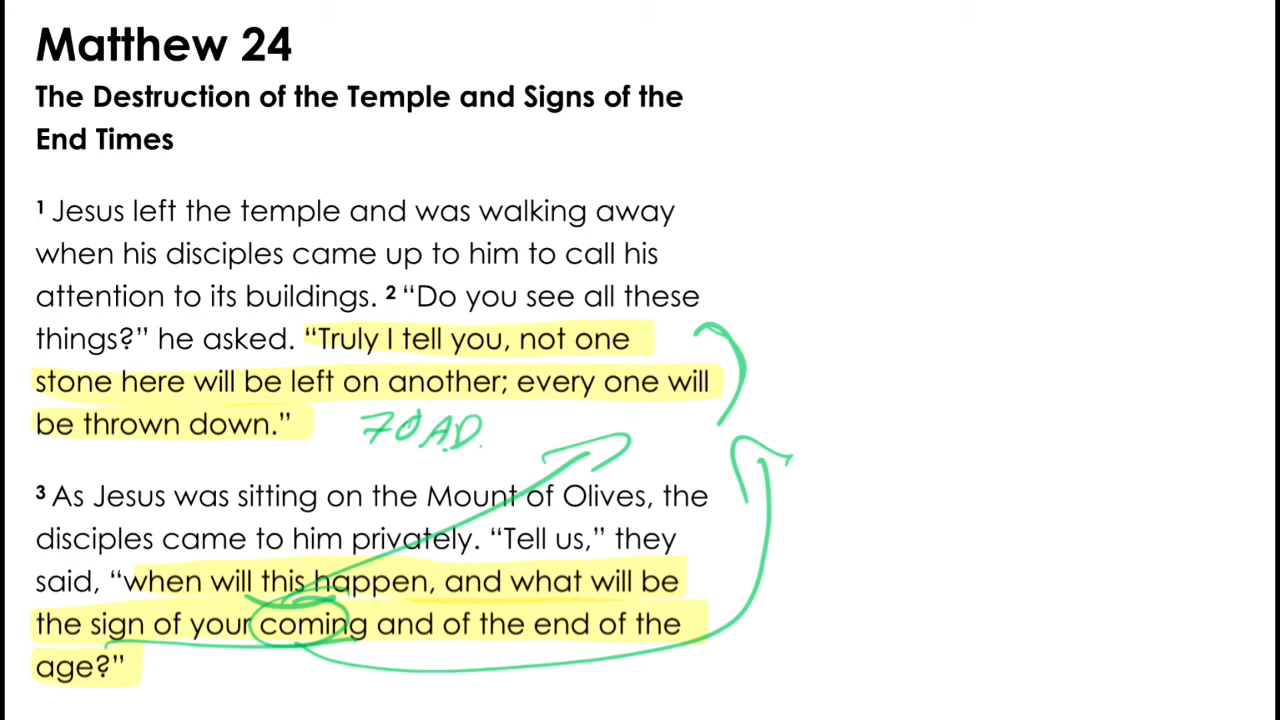 Matthew 24
The Destruction of the Temple and Signs of the
End Times
1 Jesus left the temple and was walking away
when his disciples came up to him to call his
attention to its buildings. 2 “Do you see all these
things?” he asked. “Truly I tell you, not one
stone here will be left on another; every one will
be thrown down.” 70 A.D.
3 As Jesus was sitting on the Mount of Olives, the
disciples came to him privately. “Tell us,” they
said, “when will this happen, and what will be
the sign of your coming and of the end of the
age?”